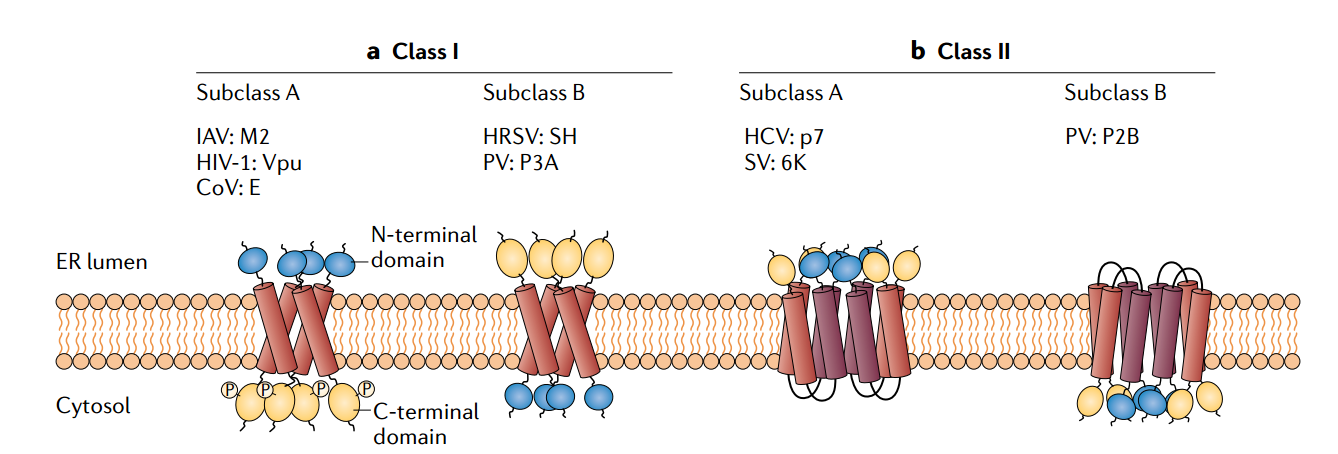 a Class I
Subclass A
IAV: M2
HIV-1: Vpu
CoV: E
Subclass B
HRSV: SH
PV: P3A
b Class II
Subclass A
HCV: p7
SV: 6K
Subclass B
PV: P2B
ER lumen
N-terminal
domain
P P P P
Cytosol
C-terminal
domain